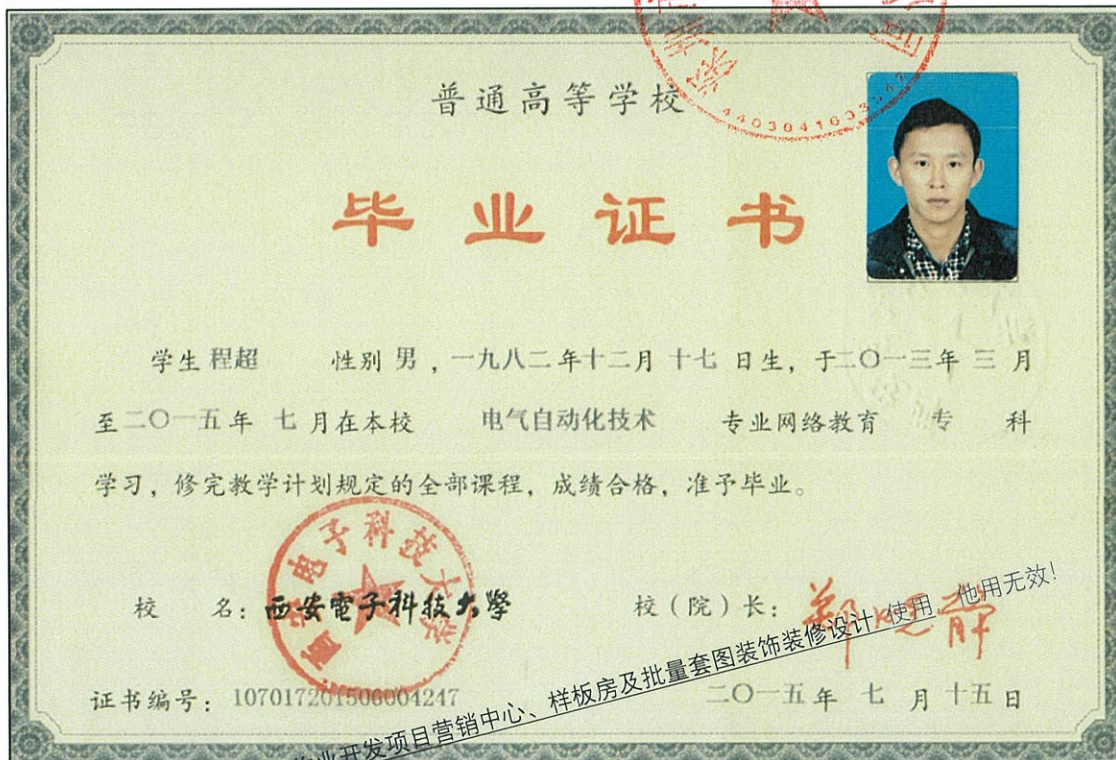 普通高等学校
4403041033
毕业证书
学生 程超 性别 男，一九八二年十二月 十七 日生，于二〇一三年 三 月
至二〇一五年 七 月在本校 电气自动化技术 专业网络教育 专 科
学习，修完教学计划规定的全部课程，成绩合格，准予毕业。
西安电子科技大学
校 名：西安電子科技大學 校（院）长：郑晓静
证书编号：107017201506004247 二〇一五年 七 月 十五日
业开发项目营销中心、样板房及批量套图装饰装修设计 使用，他用无效！